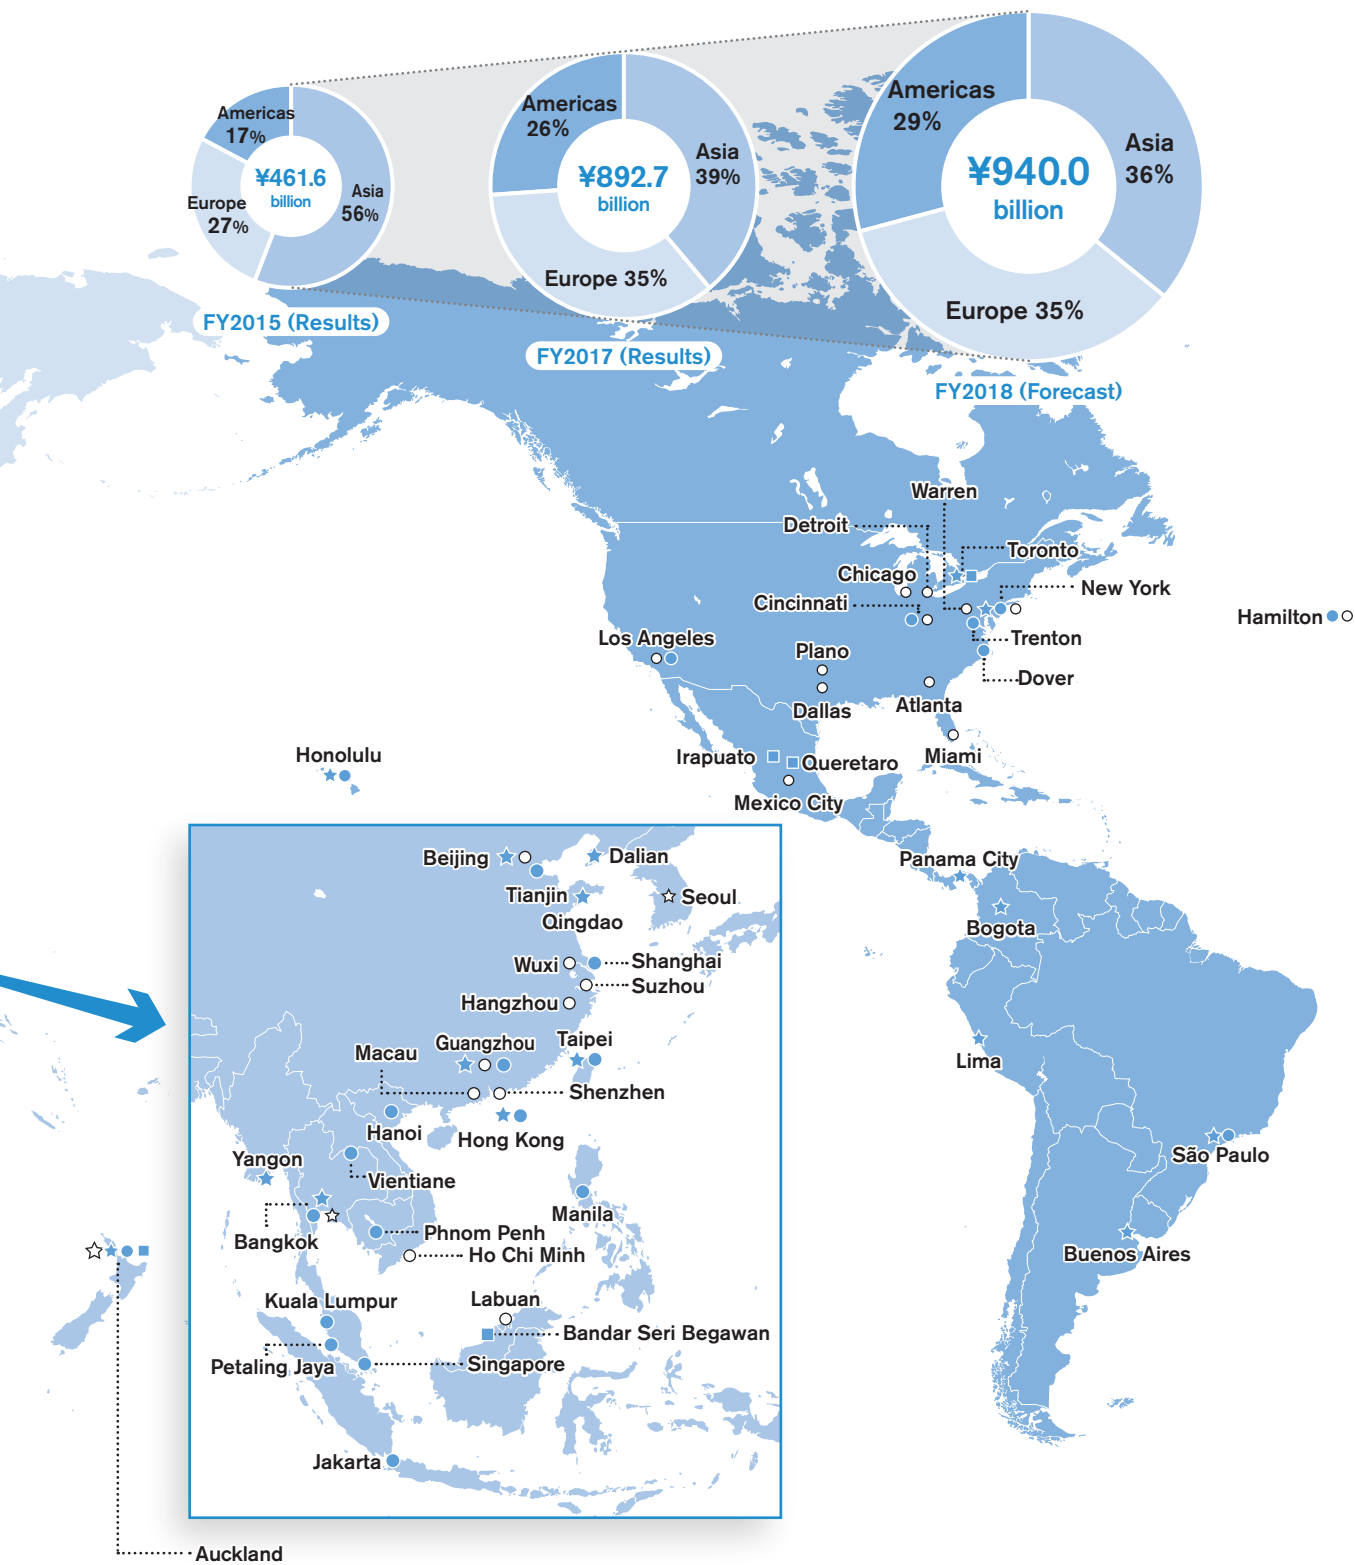 Americas
17%
¥461.6
billion
Asia
56%
Europe
27%
FY2015 (Results)
Americas
26%
¥892.7
billion
Asia
39%
Europe 35%
FY2017 (Results)
Americas
29%
¥940.0
billion
Asia
36%
Europe 35%
FY2018 (Forecast)
Warren
Detroit
Toronto
Chicago
New York
Cincinnati
Hamilton
Los Angeles
Trenton
Plano
Dover
Dallas
Atlanta
Honolulu
Irapuato
Queretaro
Miami
Mexico City
Panama City
Bogota
Lima
São Paulo
Buenos Aires
Beijing
Dalian
Tianjin
Seoul
Qingdao
Wuxi
Shanghai
Suzhou
Hangzhou
Macau
Guangzhou
Taipei
Shenzhen
Hanoi
Hong Kong
Yangon
Vientiane
Manila
Bangkok
Phnom Penh
Ho Chi Minh
Kuala Lumpur
Labuan
Bandar Seri Begawan
Petaling Jaya
Singapore
Jakarta
Auckland